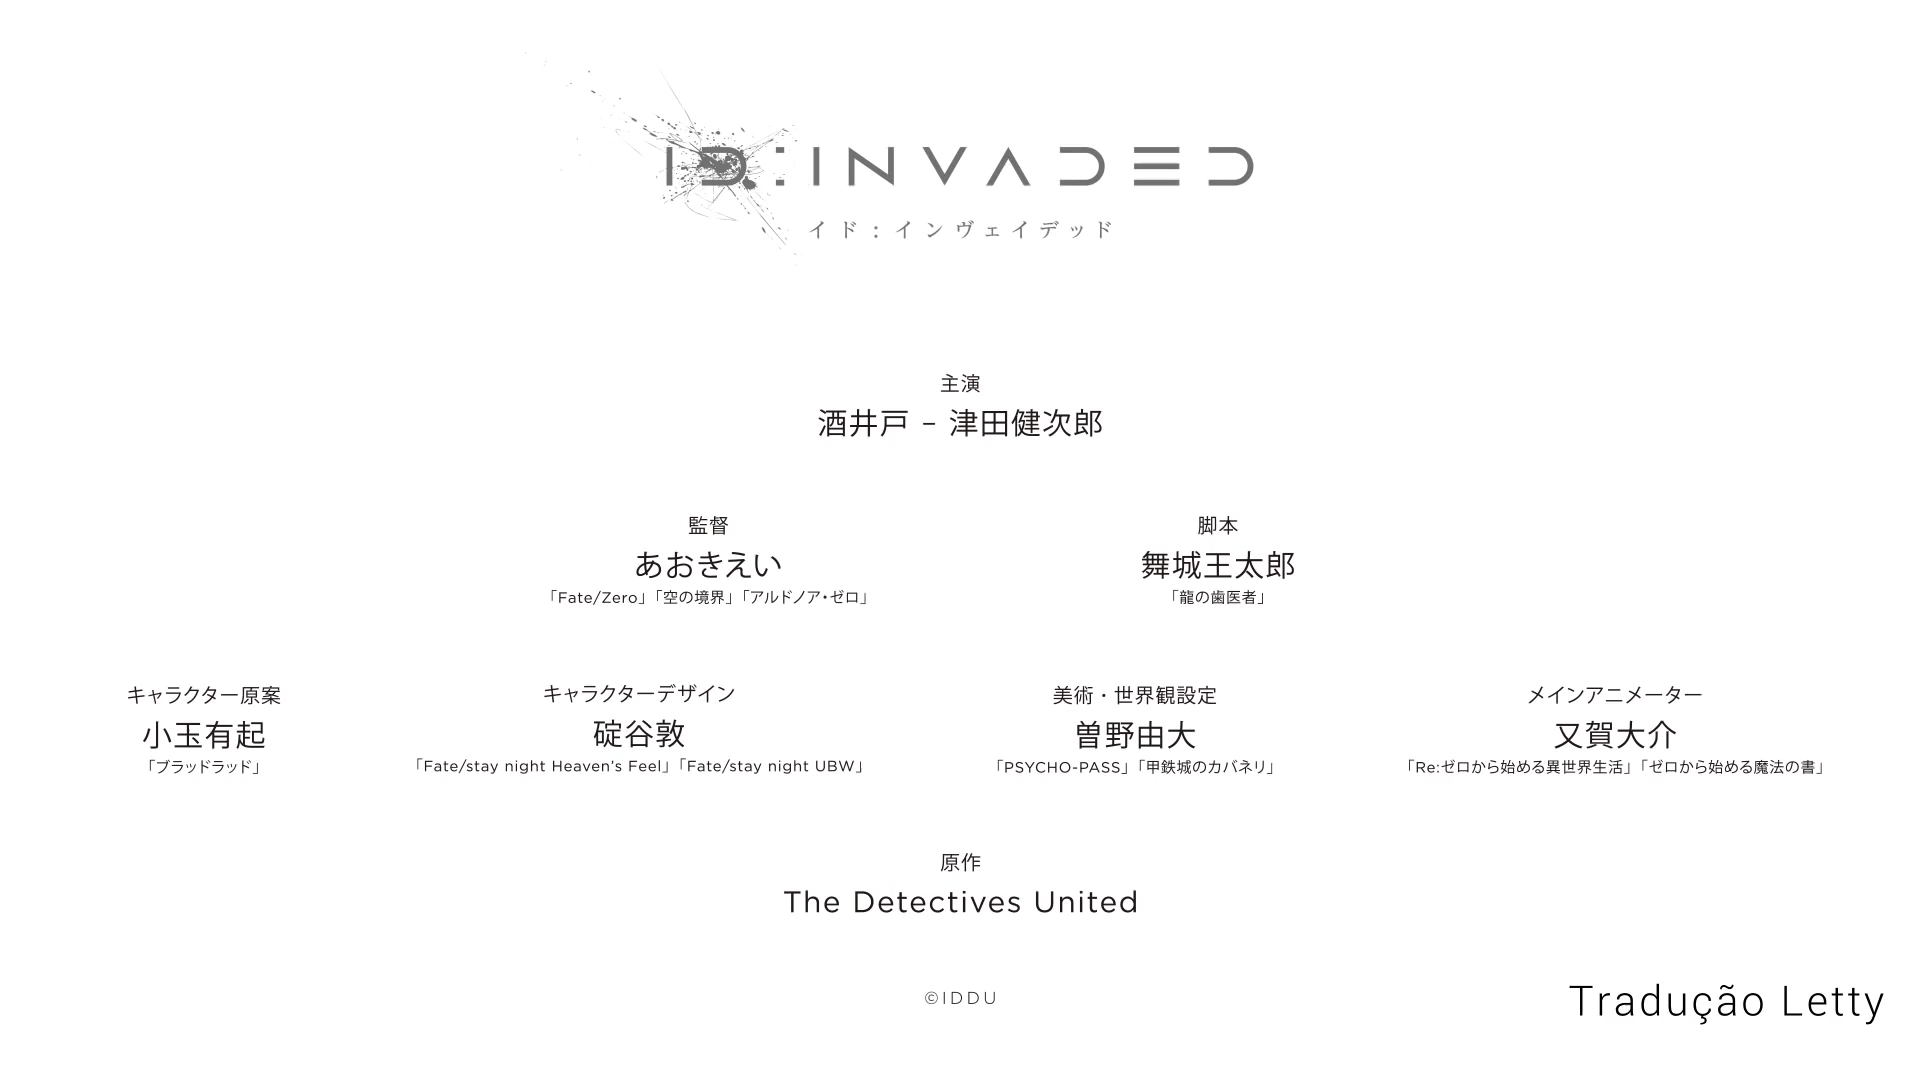 ID:INVADED
イド:インヴェイデッド
主演
酒井戸 – 津田健次郎
監督
あおきえい
「Fate/Zero」「空の境界」「アルドノア・ゼロ」
脚本
舞城王太郎
「龍の歯医者」
キャラクター原案
小玉有起
「ブラッドラッド」
キャラクターデザイン
碇谷敦
「Fate/stay night Heaven’s Feel」「Fate/stay night UBW」
美術・世界観設定
曽野由大
「PSYCHO-PASS」「甲鉄城のカバネリ」
メインアニメーター
又賀大介
「Re:ゼロから始める異世界生活」「ゼロから始める魔法の書」
原作
The Detectives United
©IDDU
Tradução Letty